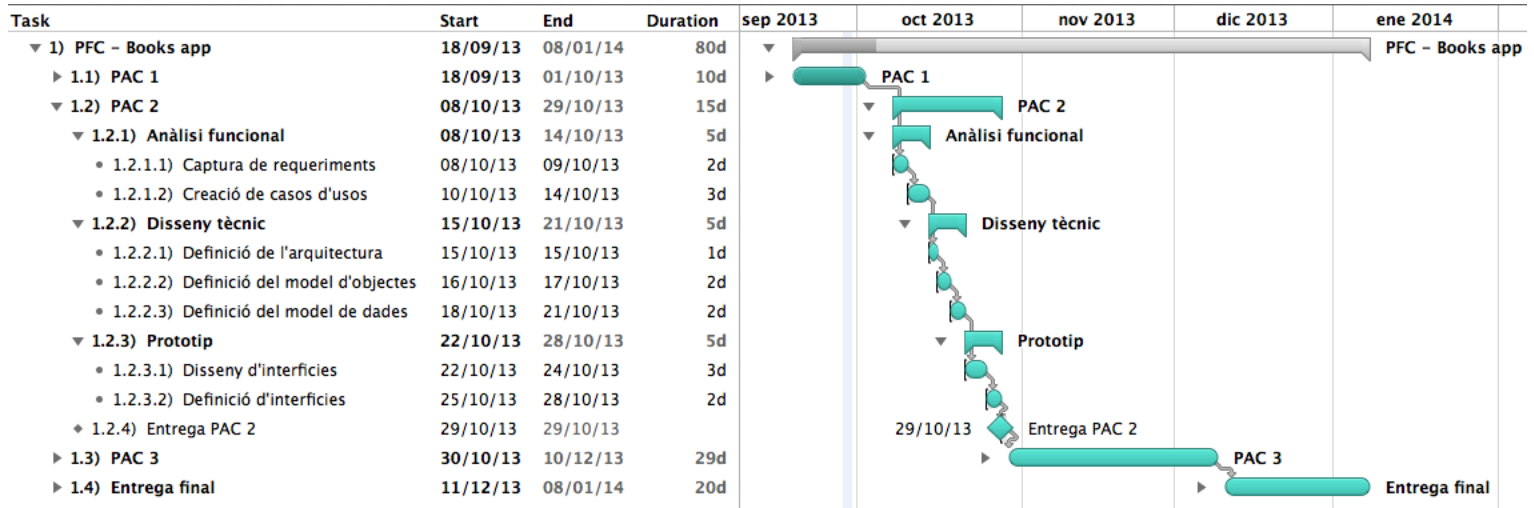 Task Start End Duration sep 2013 oct 2013 nov 2013 dic 2013 ene 2014
1) PFC – Books app 18/09/13 08/01/14 80d PFC – Books app
1.1) PAC 1 18/09/13 01/10/13 10d PAC 1
1.2) PAC 2 08/10/13 29/10/13 15d PAC 2
1.2.1) Anàlisi funcional 08/10/13 14/10/13 5d Anàlisi funcional
1.2.1.1) Captura de requeriments 08/10/13 09/10/13 2d
1.2.1.2) Creació de casos d'usos 10/10/13 14/10/13 3d
1.2.2) Disseny tècnic 15/10/13 21/10/13 5d Disseny tècnic
1.2.2.1) Definició de l'arquitectura 15/10/13 15/10/13 1d
1.2.2.2) Definició del model d'objectes 16/10/13 17/10/13 2d
1.2.2.3) Definició del model de dades 18/10/13 21/10/13 2d
1.2.3) Prototip 22/10/13 28/10/13 5d Prototip
1.2.3.1) Disseny d'interficies 22/10/13 24/10/13 3d
1.2.3.2) Definició d'interficies 25/10/13 28/10/13 2d
1.2.4) Entrega PAC 2 29/10/13 29/10/13 29/10/13 Entrega PAC 2
1.3) PAC 3 30/10/13 10/12/13 29d PAC 3
1.4) Entrega final 11/12/13 08/01/14 20d Entrega final